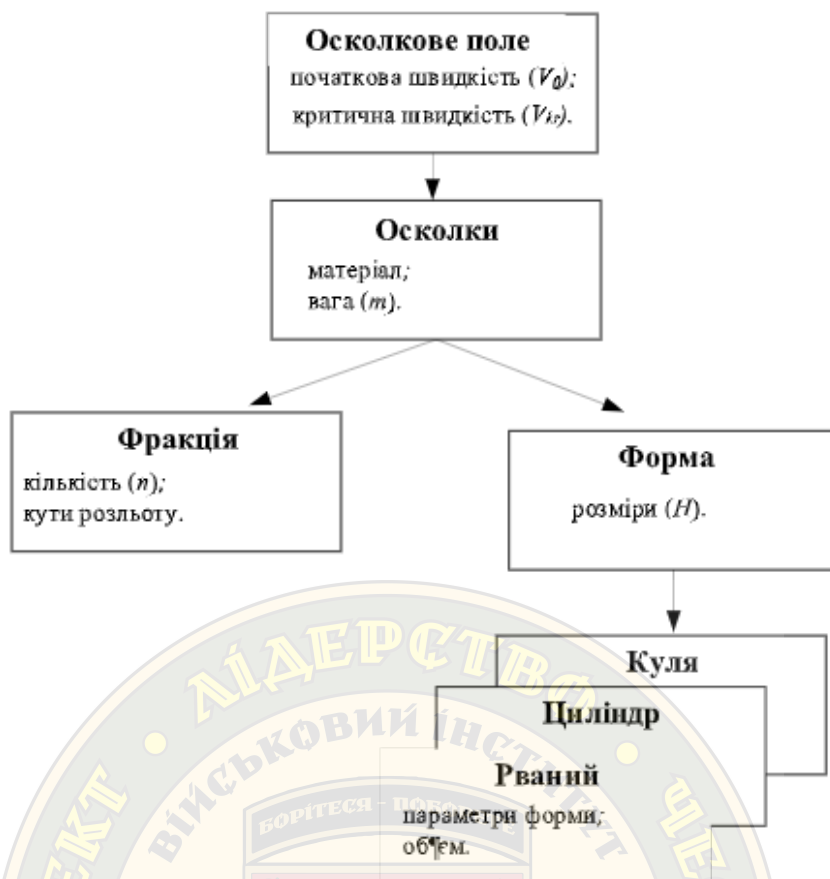 Осколкове поле
початкова швидкість (V₀);
критична швидкість (Vkr).
Осколки
матеріал;
вага (m).
Фракція
кількість (n);
кути розльоту.
Форма
розміри (H).
Куля
Циліндр
Рваний
параметри форми;
об¶єм.
ЛІДЕРСТВО
ВІЙСЬКОВИЙ ІНСТИТУТ
БОРІТЕСЯ -